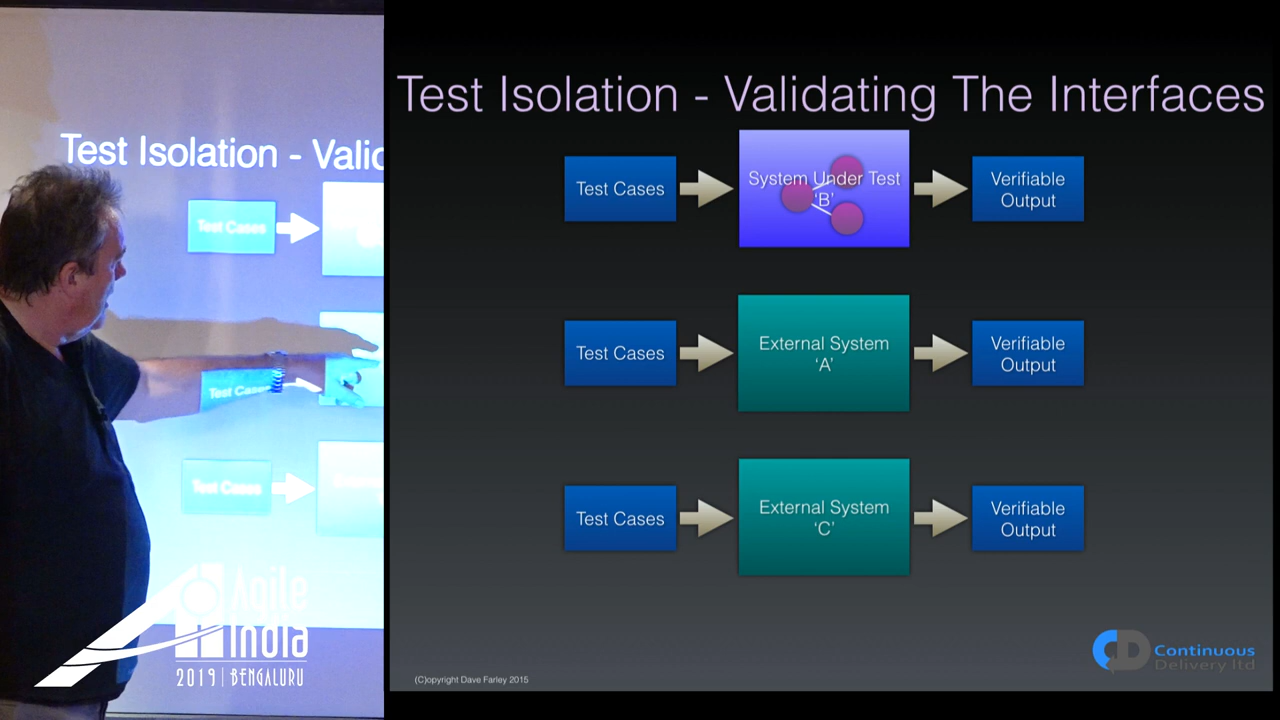 Test Isolation - Valid
Test Cases
Test Cases
Test Cases
Agile
India
2019 | BENGALURU
Test Isolation - Validating The Interfaces
Test Cases
System Under Test
‘B’
Verifiable
Output
Test Cases
External System
‘A’
Verifiable
Output
Test Cases
External System
‘C’
Verifiable
Output
(C)opyright Dave Farley 2015
CD
Continuous
Delivery ltd